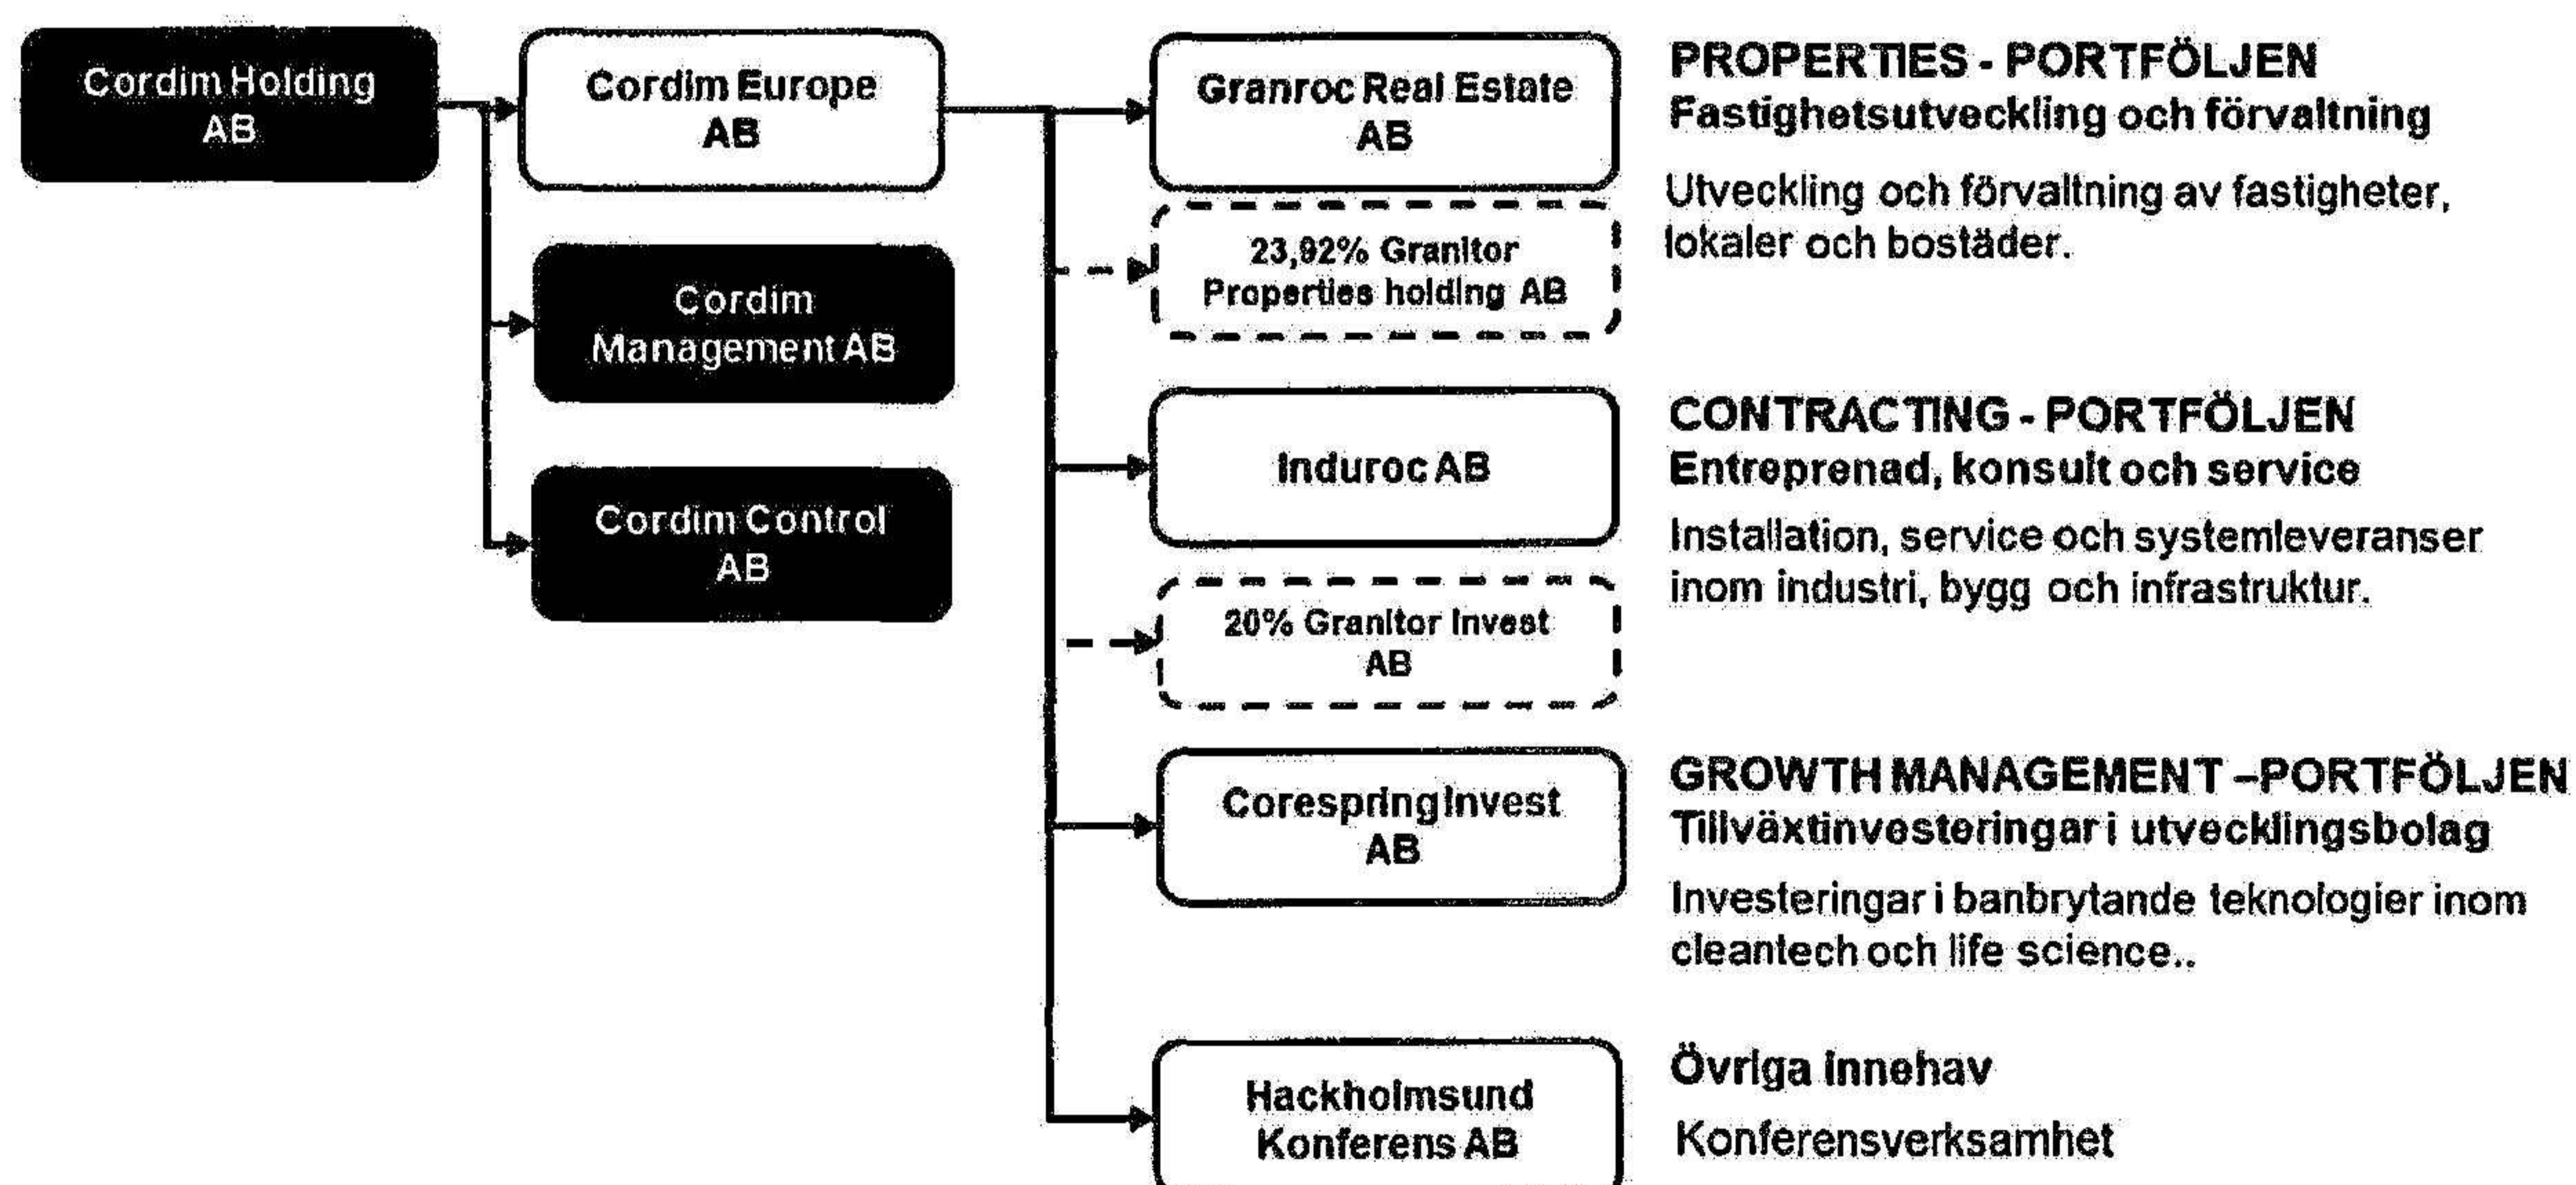 Cordim Holding
AB
Cordim Europe
AB
Cordim
Management AB
Cordim Control
AB
Granroc Real Estate
AB
23,92% Granitor
Properties holding AB
Induroc AB
20% Granitor Invest
AB
Corespring Invest
AB
Hackholmsund
Konferens AB
PROPERTIES - PORTFÖLJEN
Fastighetsutveckling och förvaltning
Utveckling och förvaltning av fastigheter,
lokaler och bostäder.
CONTRACTING - PORTFÖLJEN
Entreprenad, konsult och service
Installation, service och systemleveranser
inom industri, bygg och infrastruktur.
GROWTH MANAGEMENT –PORTFÖLJEN
Tillväxtinvesteringar i utvecklingsbolag
Investeringar i banbrytande teknologier inom
cleantech och life science..
Övriga innehav
Konferensverksamhet